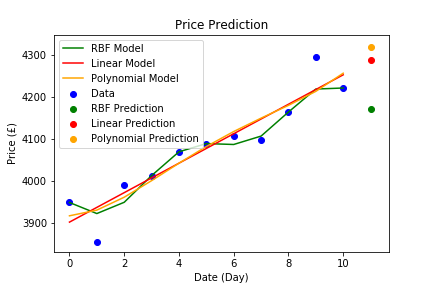 Price Prediction
RBF Model
Linear Model
Polynomial Model
Data
RBF Prediction
Linear Prediction
Polynomial Prediction
4300
4200
4100
4000
3900
Price (£)
0 2 4 6 8 10
Date (Day)